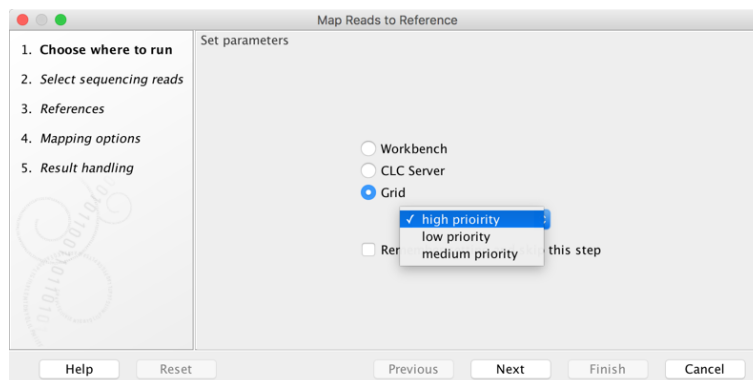 Map Reads to Reference
1. Choose where to run
2. Select sequencing reads
3. References
4. Mapping options
5. Result handling
Set parameters
Workbench
CLC Server
Grid
✓ high prioirity
low priority
medium priority
this step
Help
Reset
Previous
Next
Finish
Cancel